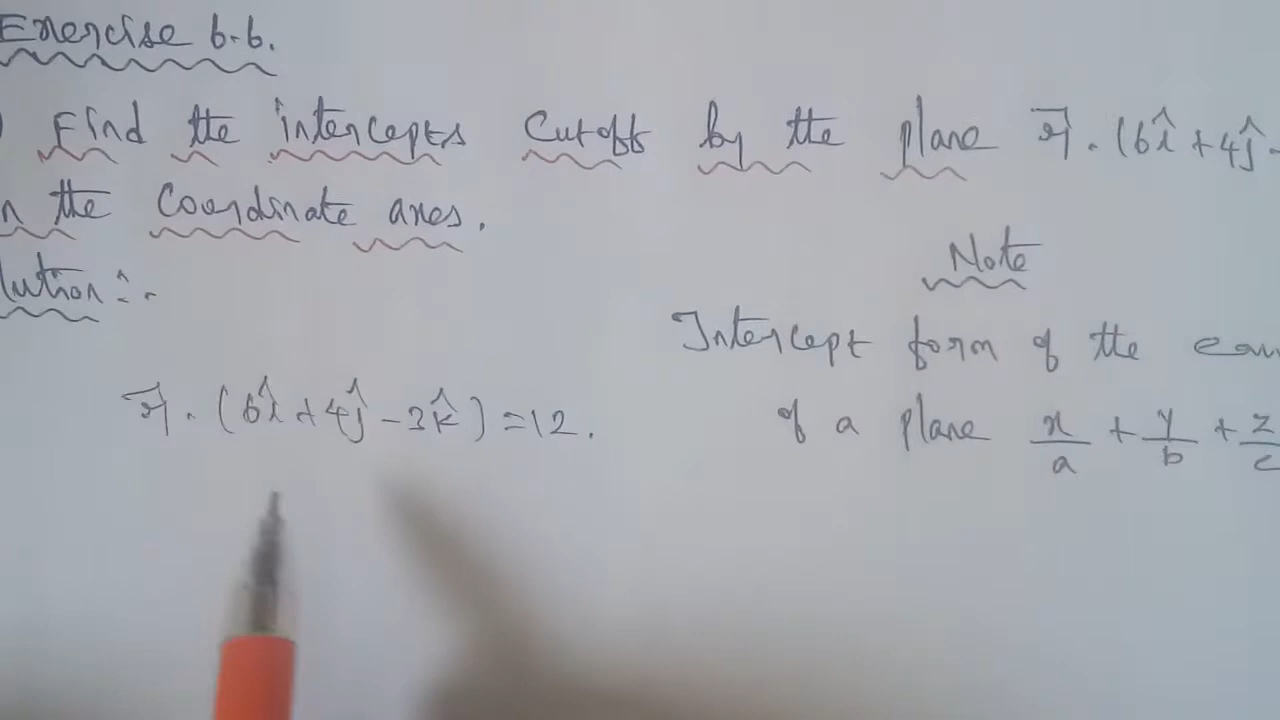 Exercise 6.6.
) Find the intercepts cut off by the plane r⃗ . (6î + 4ĵ -
n the coordinate axes.
lution :-
Note
Intercept form of the
r⃗ . (6î + 4ĵ - 3k̂) = 12.
of a plane x/a + y/b + z/c